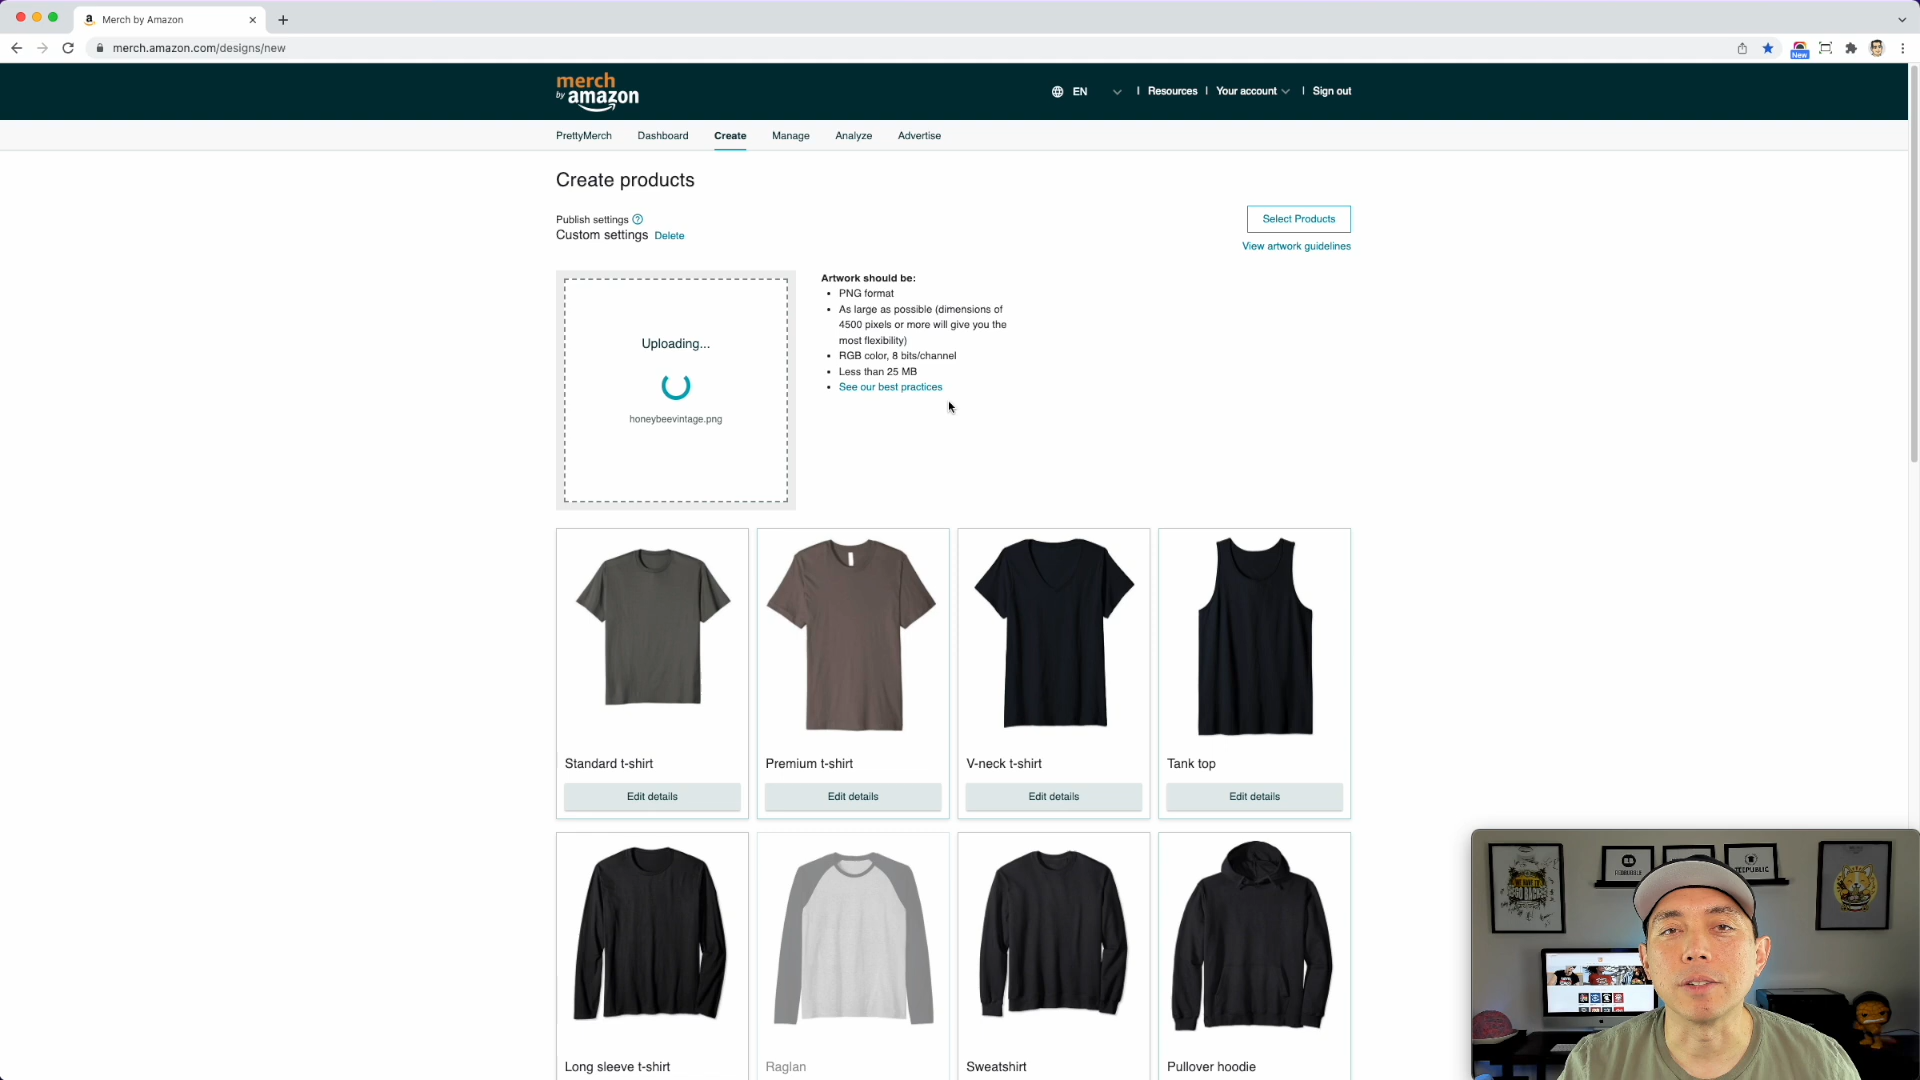 Merch by Amazon
merch.amazon.com/designs/new
New
merch
by amazon
EN
Resources
Your account
Sign out
PrettyMerch
Dashboard
Create
Manage
Analyze
Advertise
Create products
Publish settings
Custom settings Delete
Select Products
View artwork guidelines
Uploading...
honeybeevintage.png
Artwork should be:
• PNG format
• As large as possible (dimensions of
4500 pixels or more will give you the
most flexibility)
• RGB color, 8 bits/channel
• Less than 25 MB
• See our best practices
Standard t-shirt
Premium t-shirt
V-neck t-shirt
Tank top
Edit details
Edit details
Edit details
Edit details
Long sleeve t-shirt
Raglan
Sweatshirt
Pullover hoodie